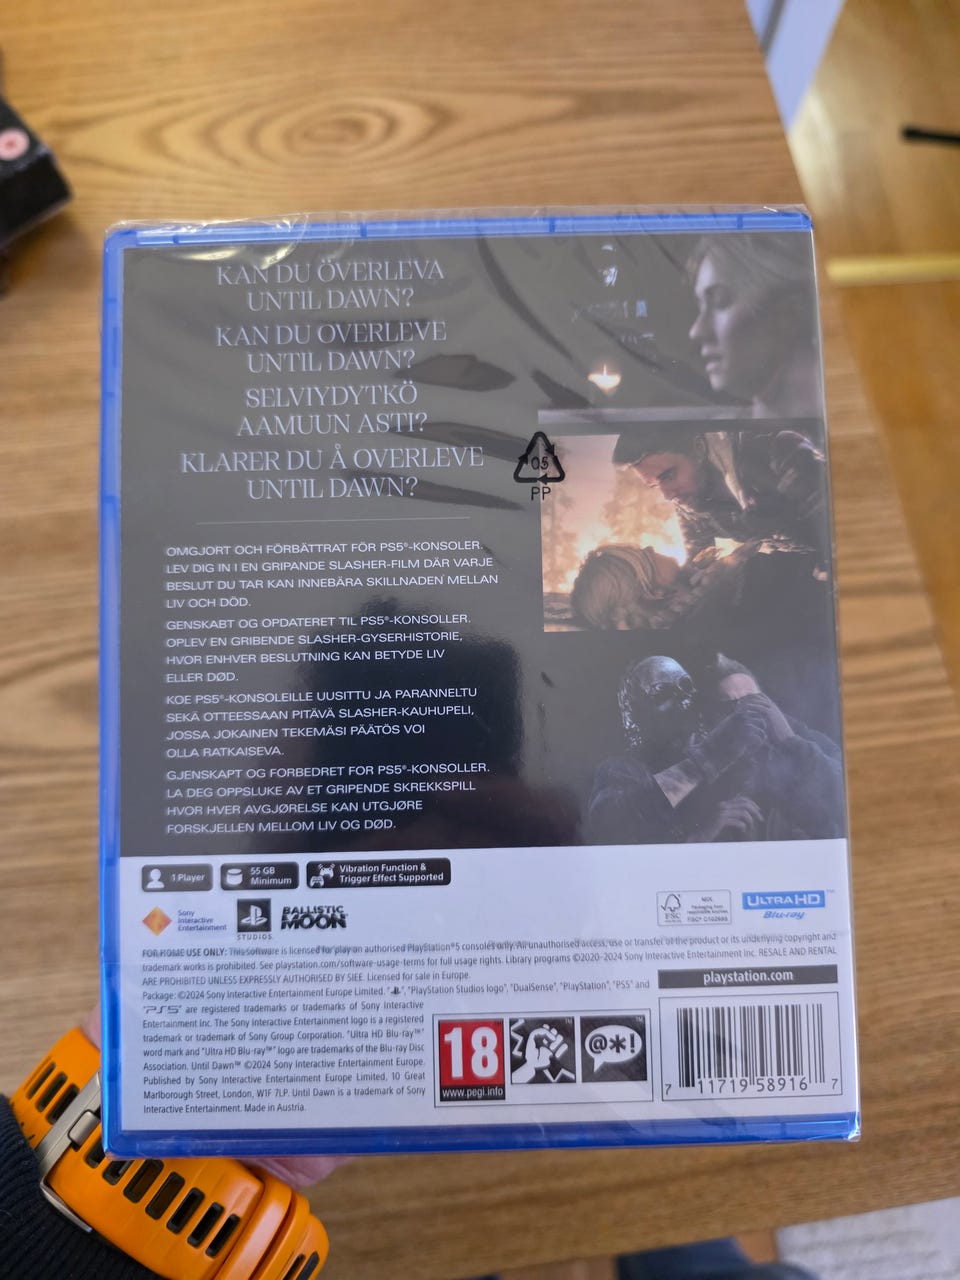 KAN DU ÖVERLEVA
UNTIL DAWN?
KAN DU OVERLEVE
UNTIL DAWN?
SELVIYDYTKÖ
AAMUUN ASTI?
KLARER DU Å OVERLEVE
UNTIL DAWN?
05
PP
OMGJORT OCH FÖRBÄTTRAT FÖR PS5®-KONSOLER.
LEV DIG IN I EN GRIPANDE SLASHER-FILM DÄR VARJE
BESLUT DU TAR KAN INNEBÄRA SKILLNADEN MELLAN
LIV OCH DÖD.
GENSKABT OG OPDATERET TIL PS5®-KONSOLLER.
OPLEV EN GRIBENDE SLASHER-GYSERHISTORIE,
HVOR ENHVER BESLUTNING KAN BETYDE LIV
ELLER DØD.
KOE PS5®-KONSOLEILLE UUSITTU JA PARANNELTU
SEKÄ OTTEESSAAN PITÄVÄ SLASHER-KAUHUPELI,
JOSSA JOKAINEN TEKEMÄSI PÄÄTÖS VOI
OLLA RATKAISEVA.
GJENSKAPT OG FORBEDRET FOR PS5®-KONSOLLER.
LA DEG OPPSLUKE AV ET GRIPENDE SKREKKSPILL
HVOR HVER AVGJØRELSE KAN UTGJØRE
FORSKJELLEN MELLOM LIV OG DØD.
1 Player
55 GB
Minimum
Vibration Function &
Trigger Effect Supported
Sony
Interactive
Entertainment
STUDIOS
BALLISTIC
MOON™
FSC
MIX
Packaging from
responsible sources
FSC® C102695
ULTRA HD™
Blu-ray
FOR HOME USE ONLY: This software is licensed for play on authorised PlayStation®5 consoles only. All unauthorised access, use or transfer of the product or its underlying copyright and
trademark works is prohibited. See playstation.com/software-usage-terms for full usage rights. Library programs ©2020-2024 Sony Interactive Entertainment Inc. RESALE AND RENTAL
ARE PROHIBITED UNLESS EXPRESSLY AUTHORISED BY SIEE. Licensed for sale in Europe.
Package: ©2024 Sony Interactive Entertainment Europe Limited. "", "PlayStation Studios logo", "DualSense", "PlayStation", "PS5" and
"PS5" are registered trademarks or trademarks of Sony Interactive
Entertainment Inc. The Sony Interactive Entertainment logo is a registered
trademark or trademark of Sony Group Corporation. "Ultra HD Blu-ray™"
word mark and "Ultra HD Blu-ray™" logo are trademarks of the Blu-ray Disc
Association. Until Dawn™ ©2024 Sony Interactive Entertainment Europe.
Published by Sony Interactive Entertainment Europe Limited, 10 Great
Marlborough Street, London, W1F 7LP. Until Dawn is a trademark of Sony
Interactive Entertainment. Made in Austria.
playstation.com
18
www.pegi.info
@*!
7 11719 58916 7